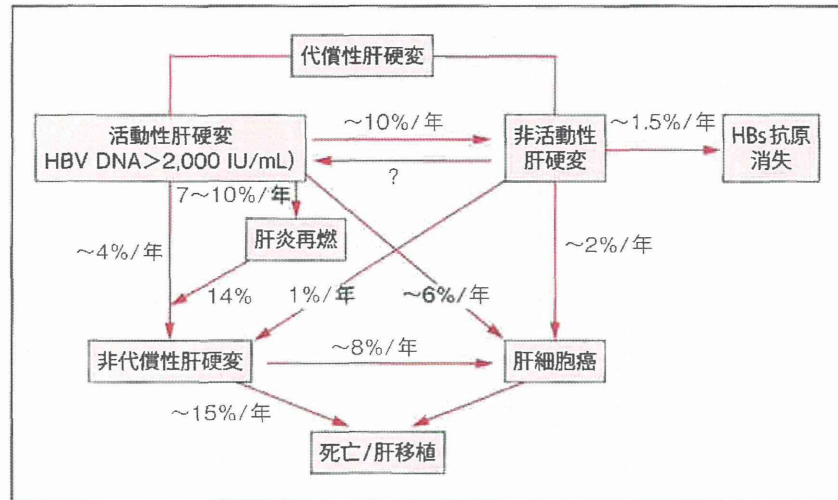 代償性肝硬変
活動性肝硬変
HBV DNA>2,000 IU/mL)
~10%/年
?
非活動性
肝硬変
~1.5%/年
HBs抗原
消失
7~10%/年
肝炎再燃
~4%/年
14%
1%/年
~6%/年
~2%/年
非代償性肝硬変
~8%/年
肝細胞癌
~15%/年
死亡/肝移植